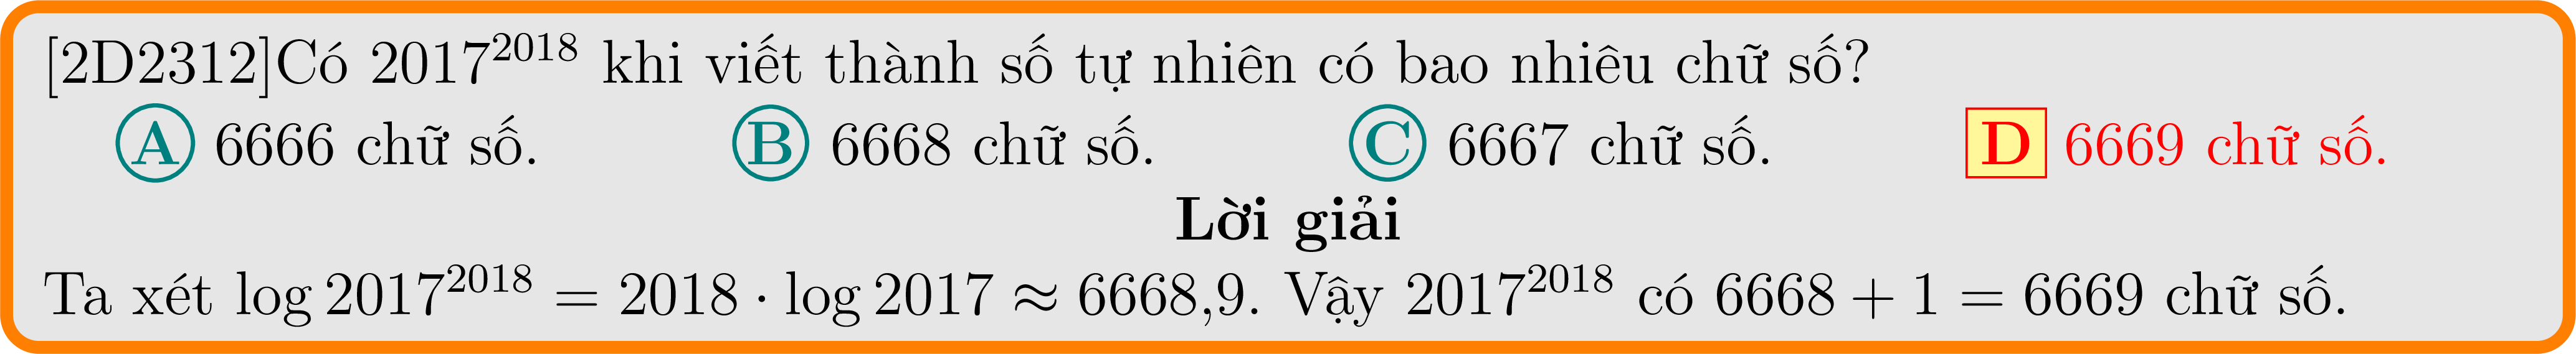 [2D2312]Có 2017^2018 khi viết thành số tự nhiên có bao nhiêu chữ số?
A 6666 chữ số. B 6668 chữ số. C 6667 chữ số. D 6669 chữ số.
Lời giải
Ta xét log 2017^2018 = 2018 · log 2017 ≈ 6668,9. Vậy 2017^2018 có 6668 + 1 = 6669 chữ số.